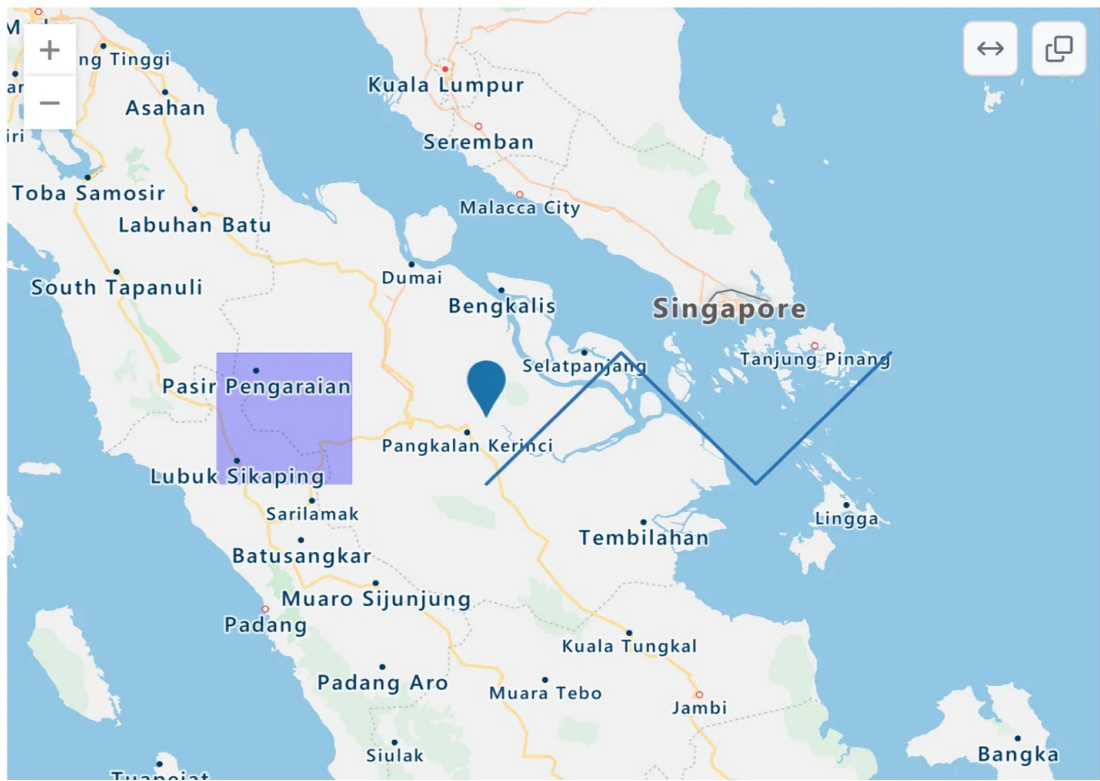 ng Tinggi
Kuala Lumpur
Asahan
iri
Seremban
Toba Samosir
Malacca City
Labuhan Batu
Dumai
South Tapanuli
Bengkalis
Singapore
Selatpanjang
Tanjung Pinang
Pasir Pengaraian
Pangkalan Kerinci
Lubuk Sikaping
Sarilamak
Lingga
Tembilahan
Batusangkar
Muaro Sijunjung
Padang
Kuala Tungkal
Padang Aro
Muara Tebo
Jambi
Siulak
Bangka
Tuapejat